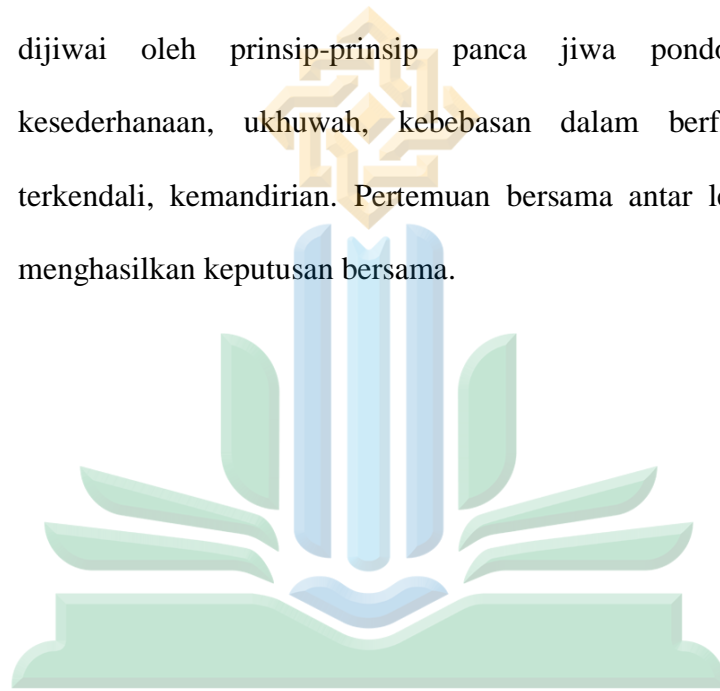 dijiwai oleh prinsip-prinsip panca jiwa
kesederhanaan, ukhuwah, kebebasan dalam
terkendali, kemandirian. Pertemuan bersama antar
menghasilkan keputusan bersama.